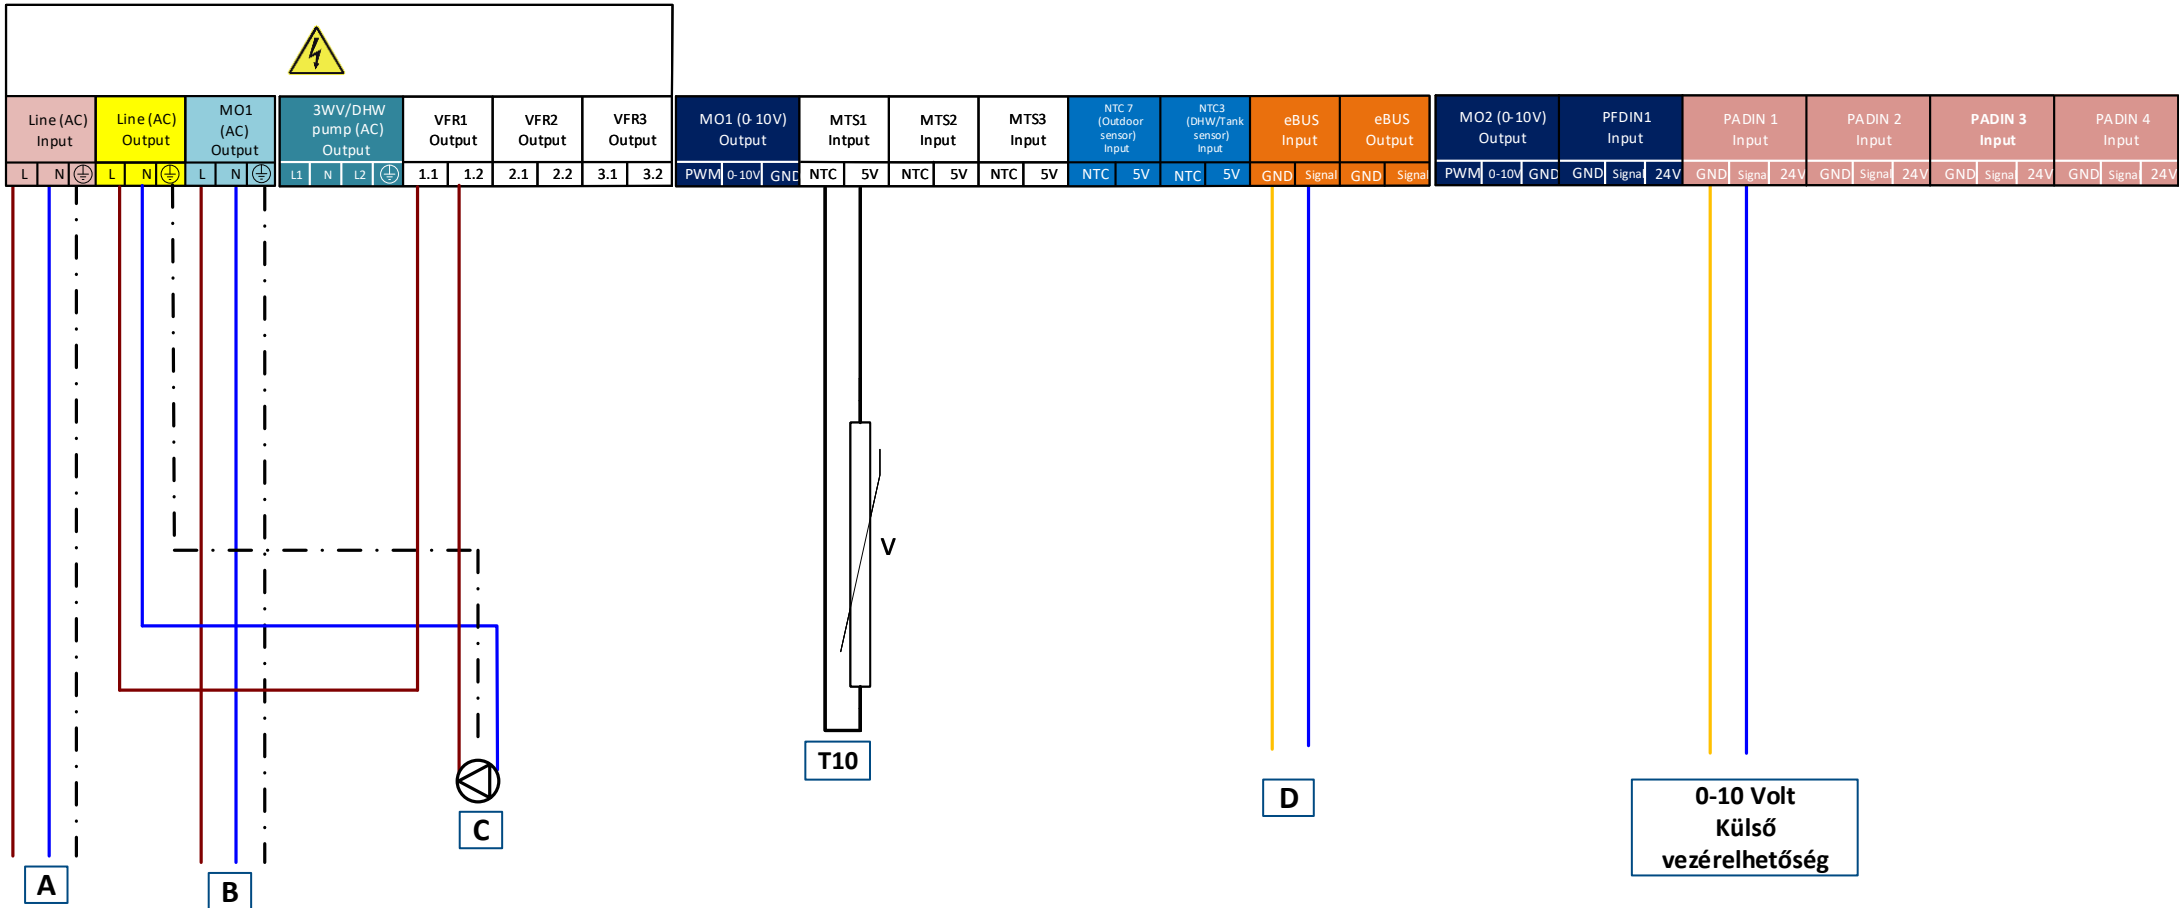 Line (AC)
Input
Line (AC)
Output
MO1
(AC)
Output
3WV/DHW
pump (AC)
Output
VFR1
Output
VFR2
Output
VFR3
Output
MO1 (0-10V)
Output
MTS1
Intput
MTS2
Input
MTS3
Input
NTC 7
(Outdoor
sensor)
Input
NTC3
(DHW/Tank
sensor)
Input
eBUS
Input
eBUS
Output
MO2 (0-10V)
Output
PFDIN1
Input
PADIN 1
Input
PADIN 2
Input
PADIN 3
Input
PADIN 4
Input
L N L N L N L1 N L2 1.1 1.2 2.1 2.2 3.1 3.2 PWM 0-10V GND NTC 5V NTC 5V NTC 5V NTC 5V NTC 5V GND Signal GND Signal PWM 0-10V GND GND Signal 24V GND Signal 24V GND Signal 24V GND Signal 24V GND Signal 24V
V
T10
A
B
C
D
0-10 Volt
Külső
vezérelhetőség